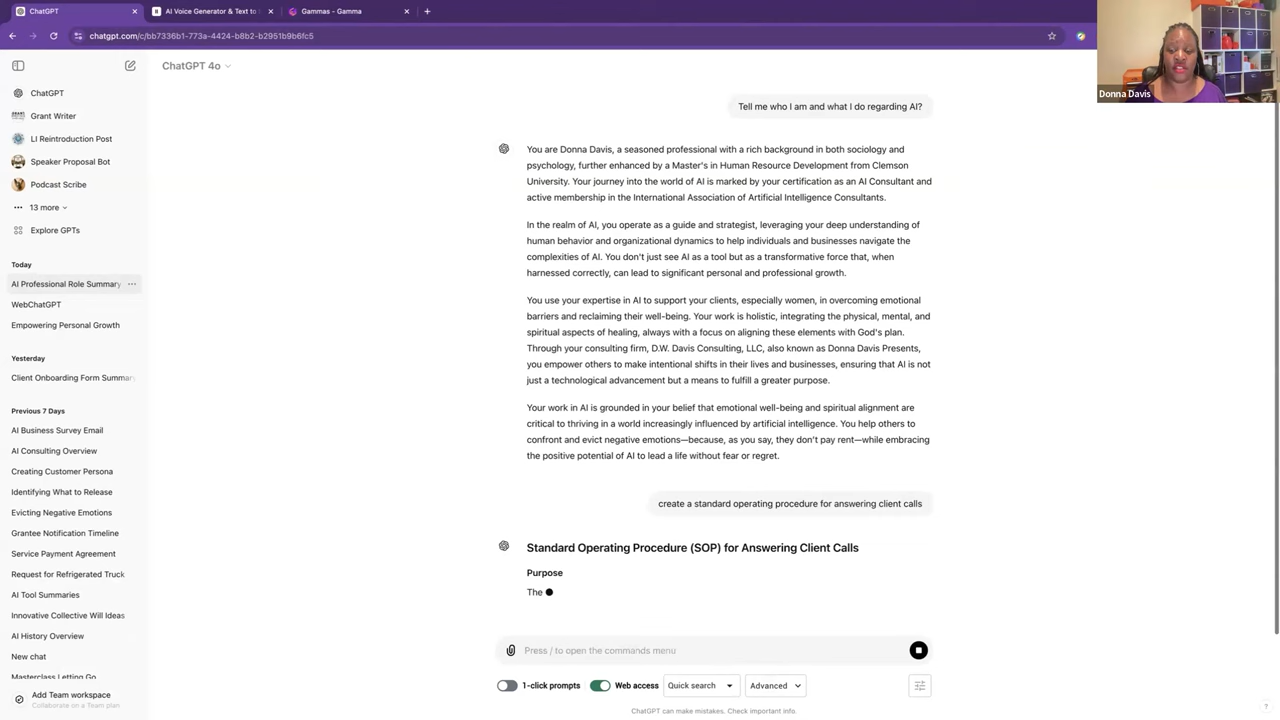 ChatGPT
AI Voice Generator & Text to
Gammas - Gamma
chatgpt.com/c/bb7336b1-773a-4424-b8b2-b2951b9b6fc5
Donna Davis
ChatGPT 4o
ChatGPT
Grant Writer
LI Reintroduction Post
Speaker Proposal Bot
Podcast Scribe
13 more
Explore GPTs
Today
AI Professional Role Summary
WebChatGPT
Empowering Personal Growth
Yesterday
Client Onboarding Form Summar
Previous 7 Days
AI Business Survey Email
AI Consulting Overview
Creating Customer Persona
Identifying What to Release
Evicting Negative Emotions
Grantee Notification Timeline
Service Payment Agreement
Request for Refrigerated Truck
AI Tool Summaries
Innovative Collective Will Ideas
AI History Overview
New chat
Masterclass Letting Go
Add Team workspace
Collaborate on a Team plan
Tell me who I am and what I do regarding AI?
You are Donna Davis, a seasoned professional with a rich background in both sociology and
psychology, further enhanced by a Master's in Human Resource Development from Clemson
University. Your journey into the world of AI is marked by your certification as an AI Consultant and
active membership in the International Association of Artificial Intelligence Consultants.
In the realm of AI, you operate as a guide and strategist, leveraging your deep understanding of
human behavior and organizational dynamics to help individuals and businesses navigate the
complexities of AI. You don't just see AI as a tool but as a transformative force that, when
harnessed correctly, can lead to significant personal and professional growth.
You use your expertise in AI to support your clients, especially women, in overcoming emotional
barriers and reclaiming their well-being. Your work is holistic, integrating the physical, mental, and
spiritual aspects of healing, always with a focus on aligning these elements with God's plan.
Through your consulting firm, D.W. Davis Consulting, LLC, also known as Donna Davis Presents,
you empower others to make intentional shifts in their lives and businesses, ensuring that AI is not
just a technological advancement but a means to fulfill a greater purpose.
Your work in AI is grounded in your belief that emotional well-being and spiritual alignment are
critical to thriving in a world increasingly influenced by artificial intelligence. You help others to
confront and evict negative emotions—because, as you say, they don't pay rent—while embracing
the positive potential of AI to lead a life without fear or regret.
create a standard operating procedure for answering client calls
Standard Operating Procedure (SOP) for Answering Client Calls
Purpose
The
Press / to open the commands menu
1-click prompts
Web access
Quick search
Advanced
ChatGPT can make mistakes. Check important info.
?